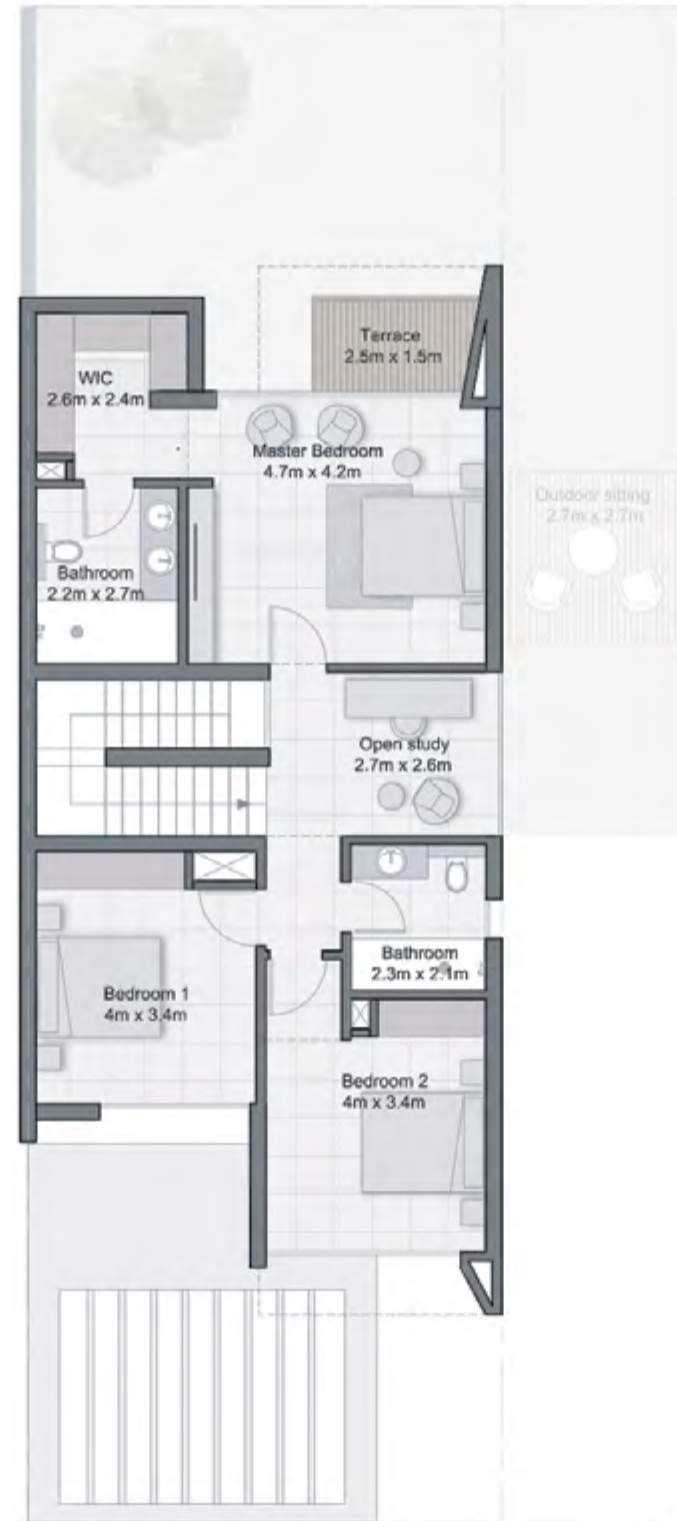 Terrace
2.5m x 1.5m
WIC
2.6m x 2.4m
Master Bedroom
4.7m x 4.2m
Outdoor sitting
2.7m x 2.7m
Bathroom
2.2m x 2.7m
Open study
2.7m x 2.6m
Bathroom
2.3m x 2.1m
Bedroom 1
4m x 3.4m
Bedroom 2
4m x 3.4m